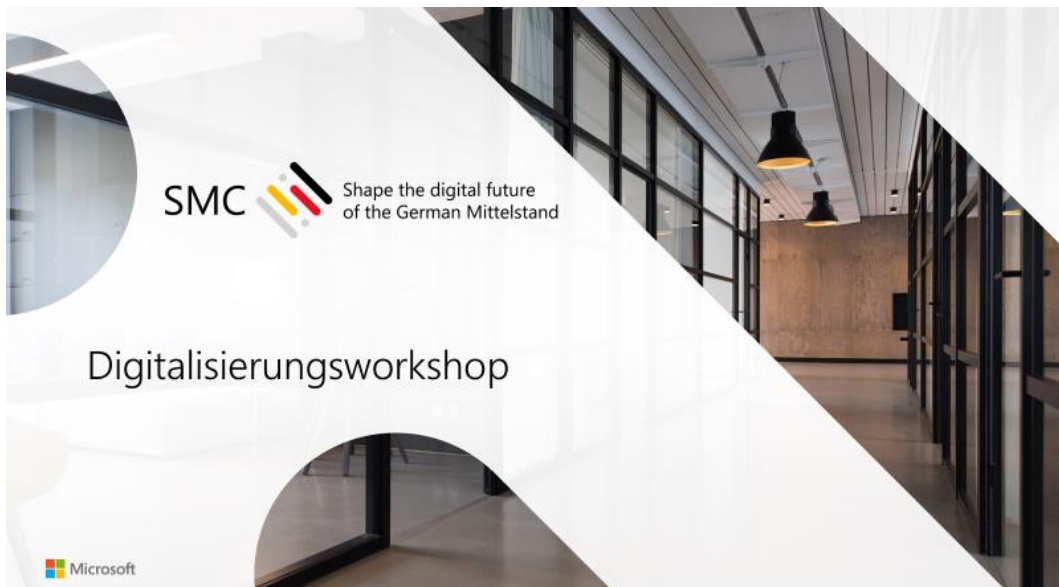 SMC
Shape the digital future
of the German Mittelstand
Digitalisierungsworkshop
Microsoft